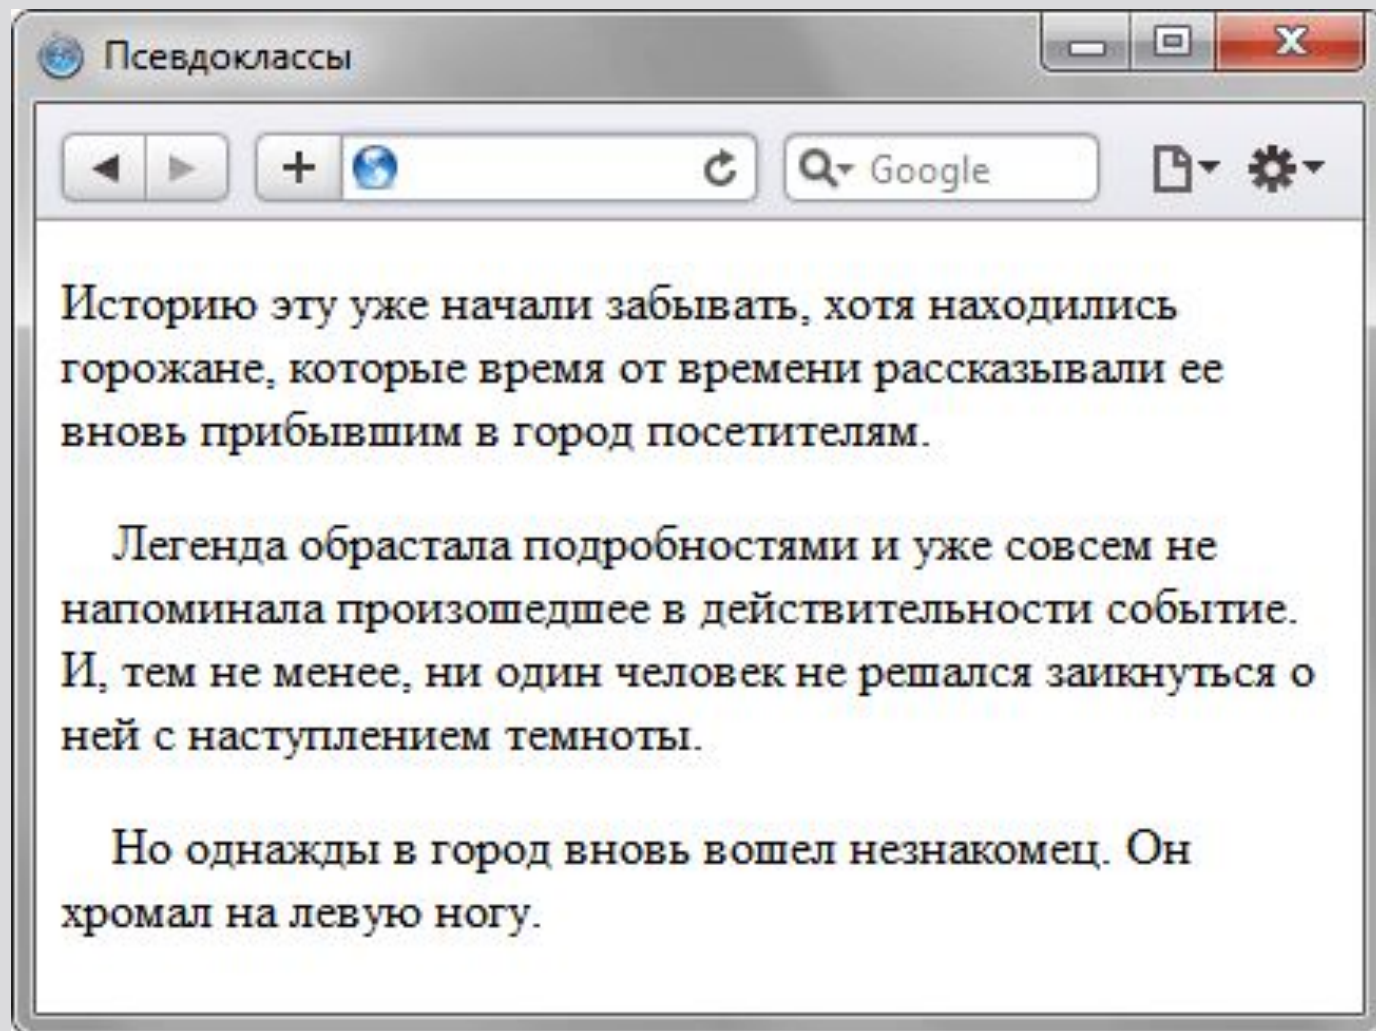 Псевдоклассы
Google
Историю эту уже начали забывать, хотя находились
горожане, которые время от времени рассказывали ее
вновь прибывшим в город посетителям.
Легенда обрастала подробностями и уже совсем не
напоминала произошедшее в действительности событие.
И, тем не менее, ни один человек не решался заикнуться о
ней с наступлением темноты.
Но однажды в город вновь вошел незнакомец. Он
хромал на левую ногу.